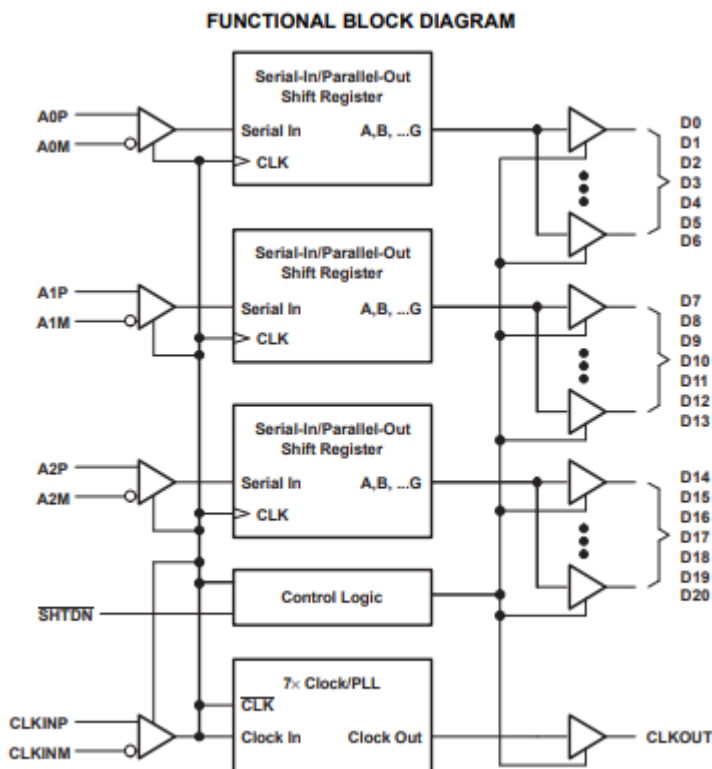 FUNCTIONAL BLOCK DIAGRAM
Serial-In/Parallel-Out
Shift Register
A0P
A0M
Serial In
A,B, ...G
CLK
D0
D1
D2
D3
D4
D5
D6
Serial-In/Parallel-Out
Shift Register
A1P
A1M
Serial In
A,B, ...G
CLK
D7
D8
D9
D10
D11
D12
D13
Serial-In/Parallel-Out
Shift Register
A2P
A2M
Serial In
A,B, ...G
CLK
D14
D15
D16
D17
D18
D19
D20
SHTDN
Control Logic
7× Clock/PLL
CLK
CLKINP
CLKINM
Clock In
Clock Out
CLKOUT